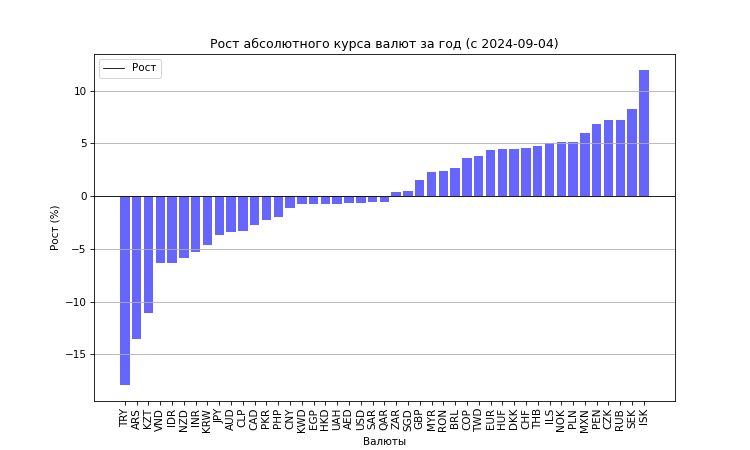 Рост абсолютного курса валют за год (с 2024-09-04)
Рост
Рост (%)
10
5
0
−5
−10
−15
TRY ARS KZT VND IDR NZD INR KRW JPY AUD CLP CAD PKR PHP CNY KWD EGP HKD UAH AED USD SAR QAR ZAR SGD GBP MYR RON BRL COP TWD EUR HUF DKK CHF THB ILS NOK PLN MXN PEN CZK RUB SEK ISK
Валюты